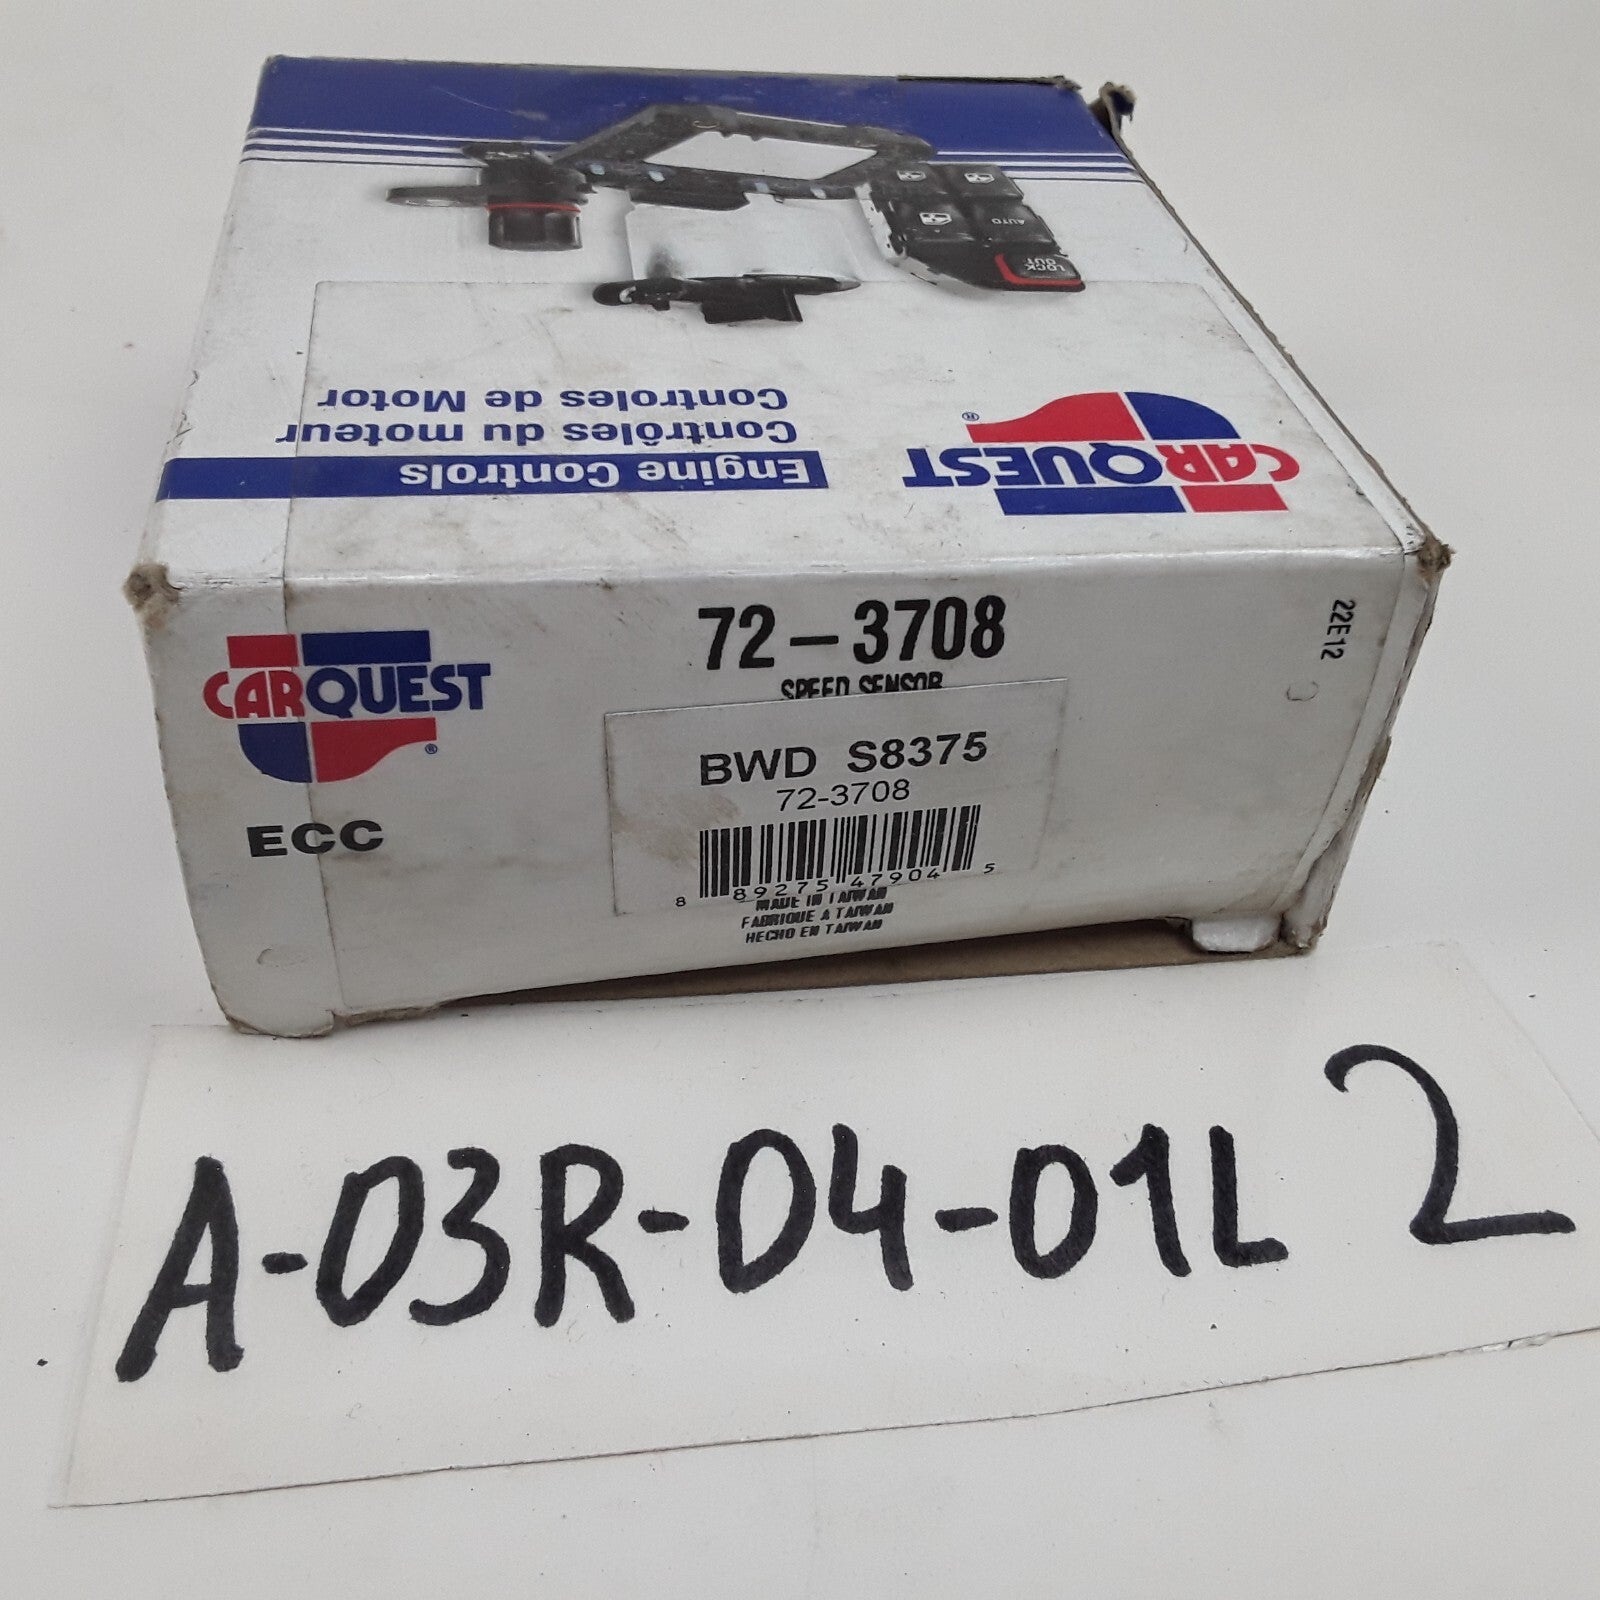 AUTO
LOCK OUT
CARQUEST®
Engine Controls
Contrôles du moteur
Controles de Motor
CARQUEST®
ECC
72-3708
SPEED SENSOR
22E12
BWD S8375
72-3708
8 89275 47904 5
MADE IN TAIWAN
FABRIQUE A TAIWAN
HECHO EN TAIWAN
A-03R-04-01L 2